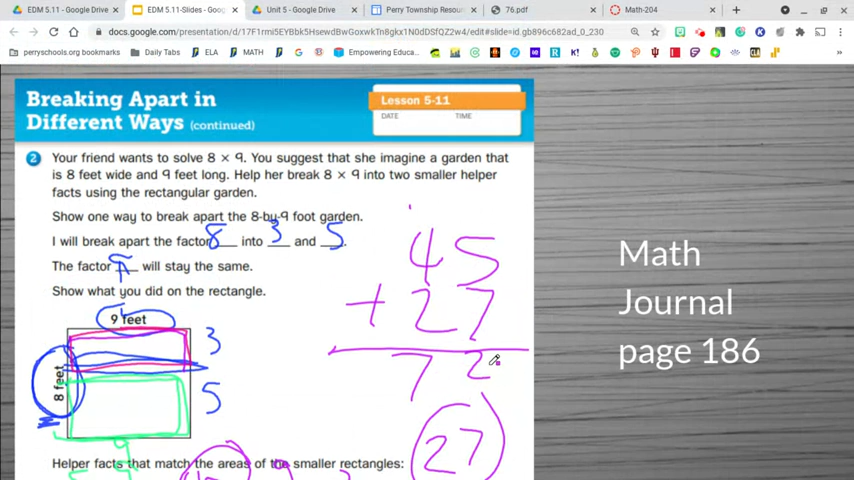 EDM 5.11 - Google Drive
EDM 5.11-Slides - Goog
Unit 5 - Google Drive
Perry Township Resour
76.pdf
Math-204
docs.google.com/presentation/d/
perryschools.org bookmarks
Daily Tabs
ELA
MATH
Empowering Educa...
Breaking Apart in
Different Ways (continued)
Lesson 5-11
DATE TIME
2 Your friend wants to solve 8 × 9. You suggest that she imagine a garden that
is 8 feet wide and 9 feet long. Help her break 8 × 9 into two smaller helper
facts using the rectangular garden.
Show one way to break apart the 8-by-9 foot garden.
I will break apart the factor 8 into 3 and 5.
The factor 9 will stay the same.
Show what you did on the rectangle.
9 feet
8 feet
3
5
9
Helper facts that match the areas of the smaller rectangles:
45
+ 27
72
27
Math
Journal
page 186